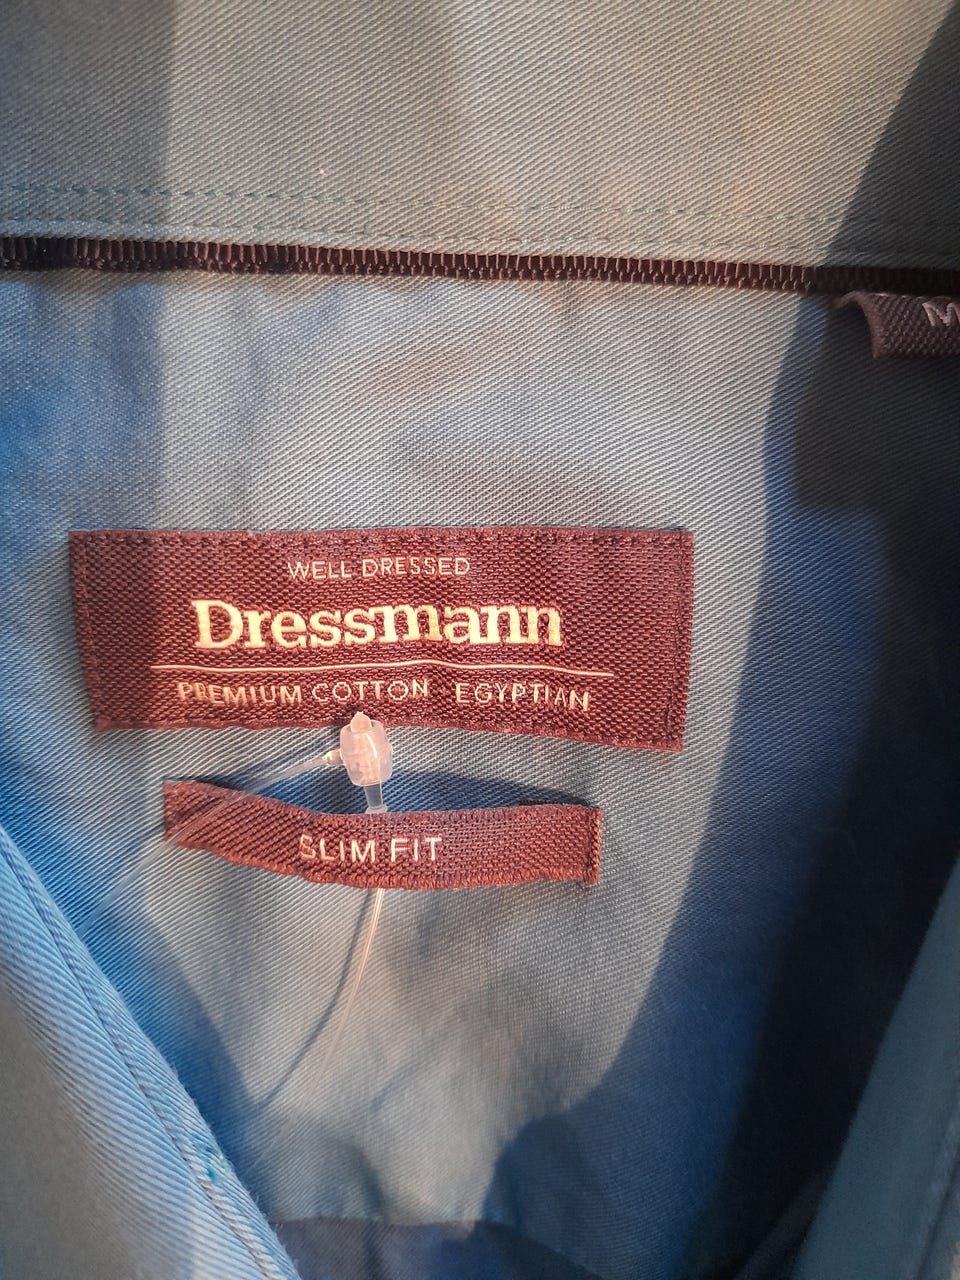 M
WELL DRESSED
Dressmann
PREMIUM COTTON EGYPTIAN
SLIM FIT